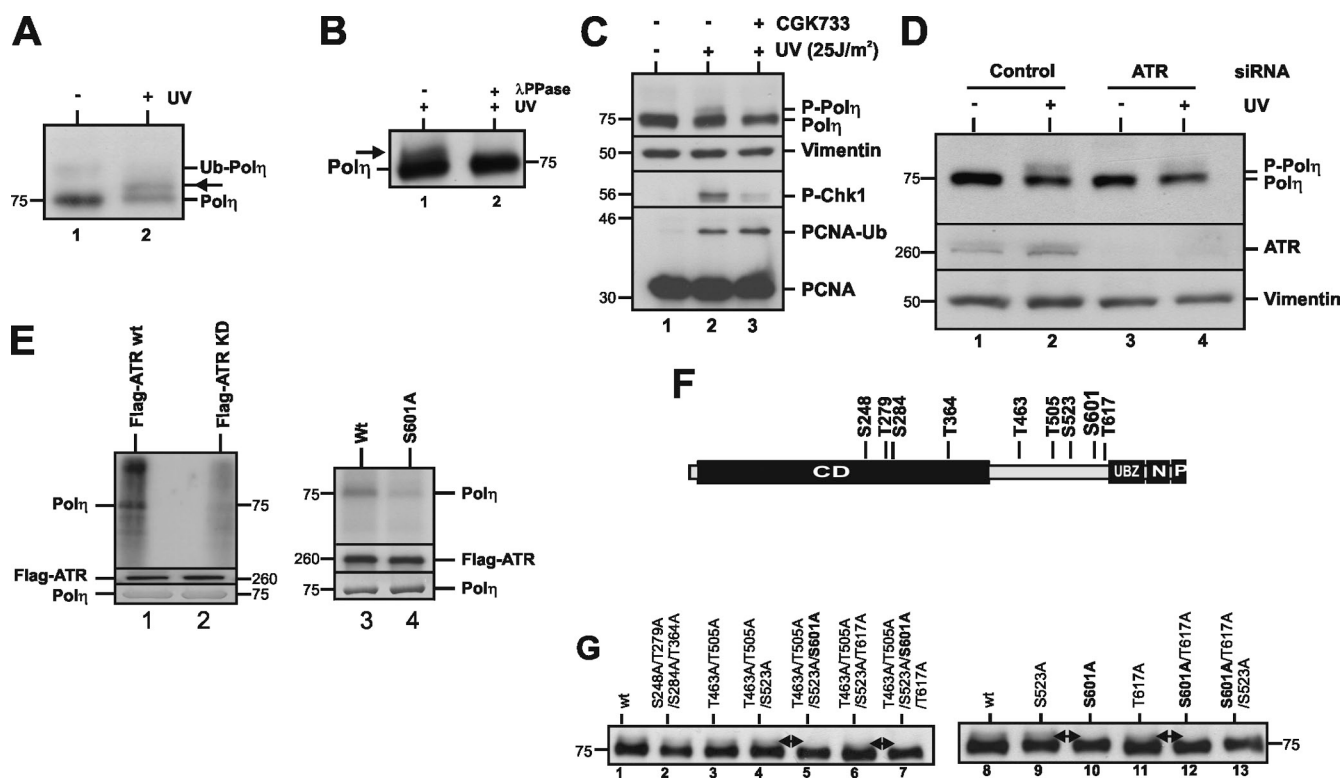 A
- + UV
Ub-Polη
75 Polη
1 2
B
- + λPPase
+ + UV
Polη 75
1 2
C
- - + CGK733
- + + UV (25J/m²)
P-Polη
75 Polη
50 Vimentin
56 P-Chk1
46
PCNA-Ub
PCNA
30
1 2 3
D
Control ATR siRNA
- + - + UV
P-Polη
75 Polη
260 ATR
50 Vimentin
1 2 3 4
E
Flag-ATR wt Flag-ATR KD
Polη 75
Flag-ATR 260
Polη 75
1 2
Wt S601A
75 Polη
260 Flag-ATR
75 Polη
3 4
F
S248 T279 S284 T364 T463 T505 S523 S601 T617
CD UBZ N P
G
wt
S248A/T279A
/S284A/T364A
T463A/T505A
T463A/T505A
/S523A
T463A/T505A
/S523A/S601A
T463A/T505A
/S523A/T617A
T463A/T505A
/S523A/S601A
/T617A
75
1 2 3 4 5 6 7
wt
S523A
S601A
T617A
S601A/T617A
S601A/T617A
/S523A
75
8 9 10 11 12 13